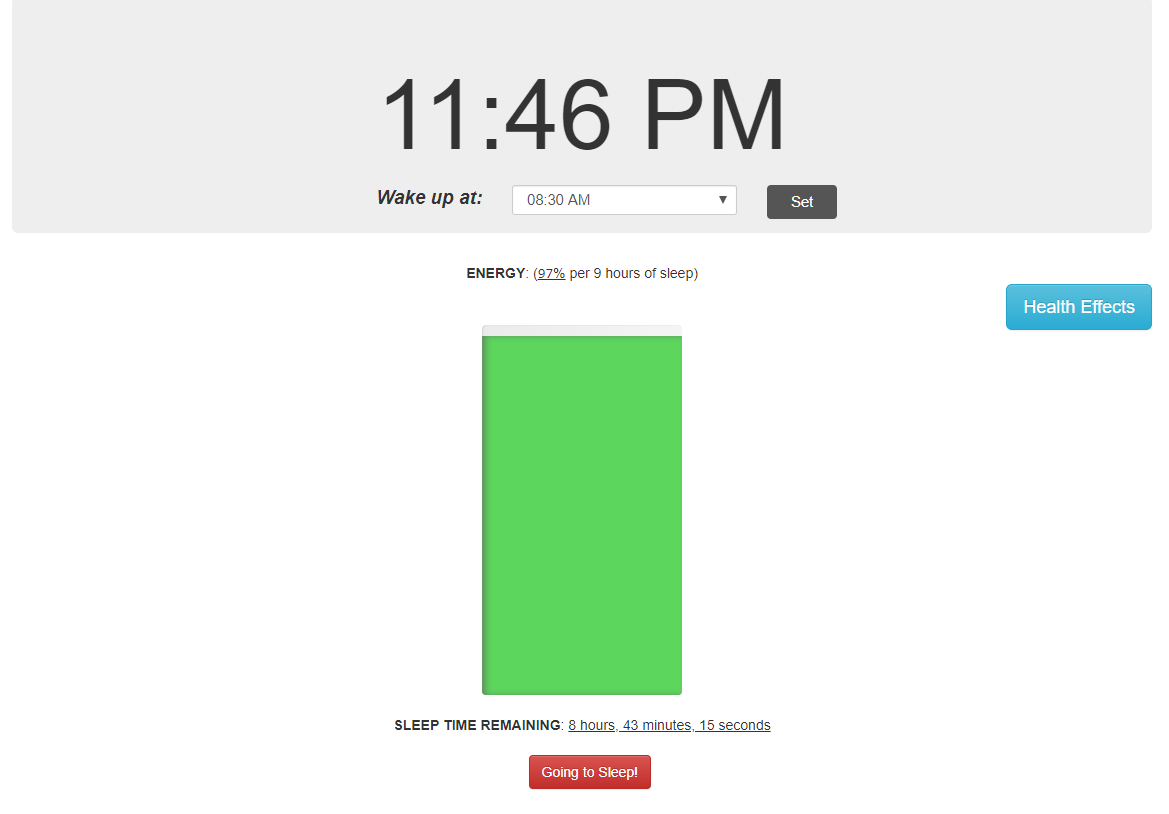 11:46 PM
Wake up at: 08:30 AM Set
ENERGY: (97% per 9 hours of sleep)
Health Effects
SLEEP TIME REMAINING: 8 hours, 43 minutes, 15 seconds
Going to Sleep!